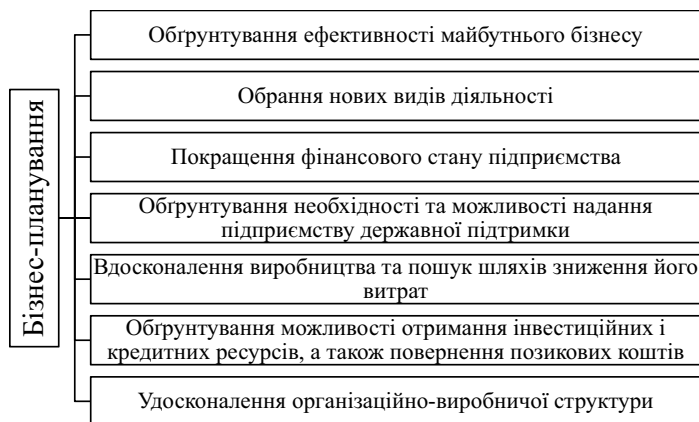 Бізнес-планування
Обґрунтування ефективності майбутнього бізнесу
Обрання нових видів діяльності
Покращення фінансового стану підприємства
Обґрунтування необхідності та можливості надання
підприємству державної підтримки
Вдосконалення виробництва та пошук шляхів зниження його
витрат
Обґрунтування можливості отримання інвестиційних і
кредитних ресурсів, а також повернення позикових коштів
Удосконалення організаційно-виробничої структури